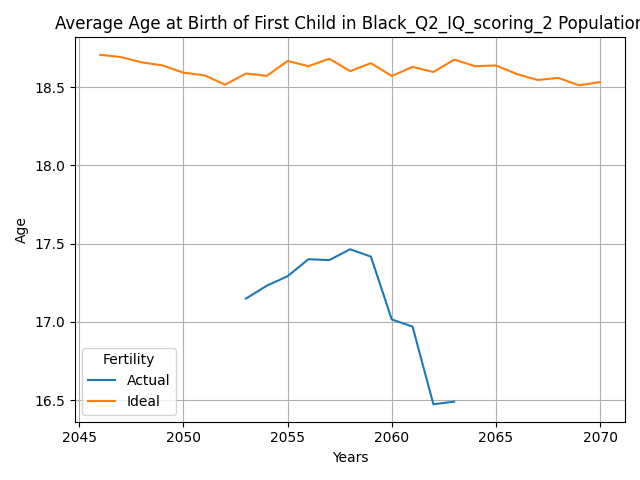 Average Age at Birth of First Child in Black_Q2_IQ_scoring_2 Population
18.5
18.0
17.5
17.0
16.5
Age
Fertility
Actual
Ideal
2045 2050 2055 2060 2065 2070
Years